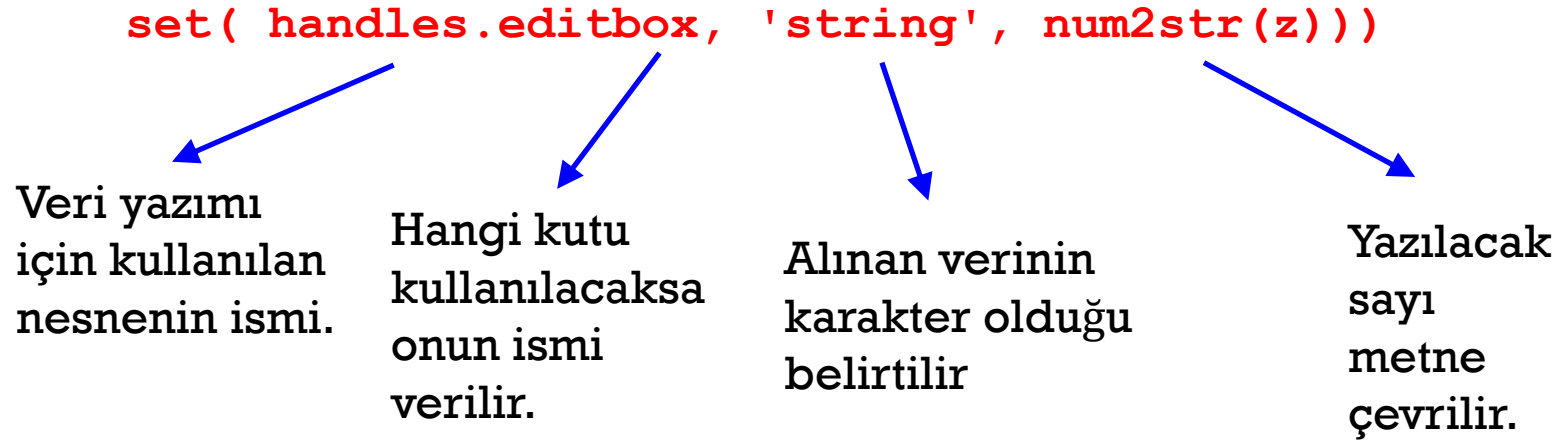 set( handles.editbox, 'string', num2str(z)))
Veri yazımı
için kullanılan
nesnenin ismi.
Hangi kutu
kullanılacaksa
onun ismi
verilir.
Alınan verinin
karakter olduğu
belirtilir
Yazılacak
sayı
metne
çevrilir.